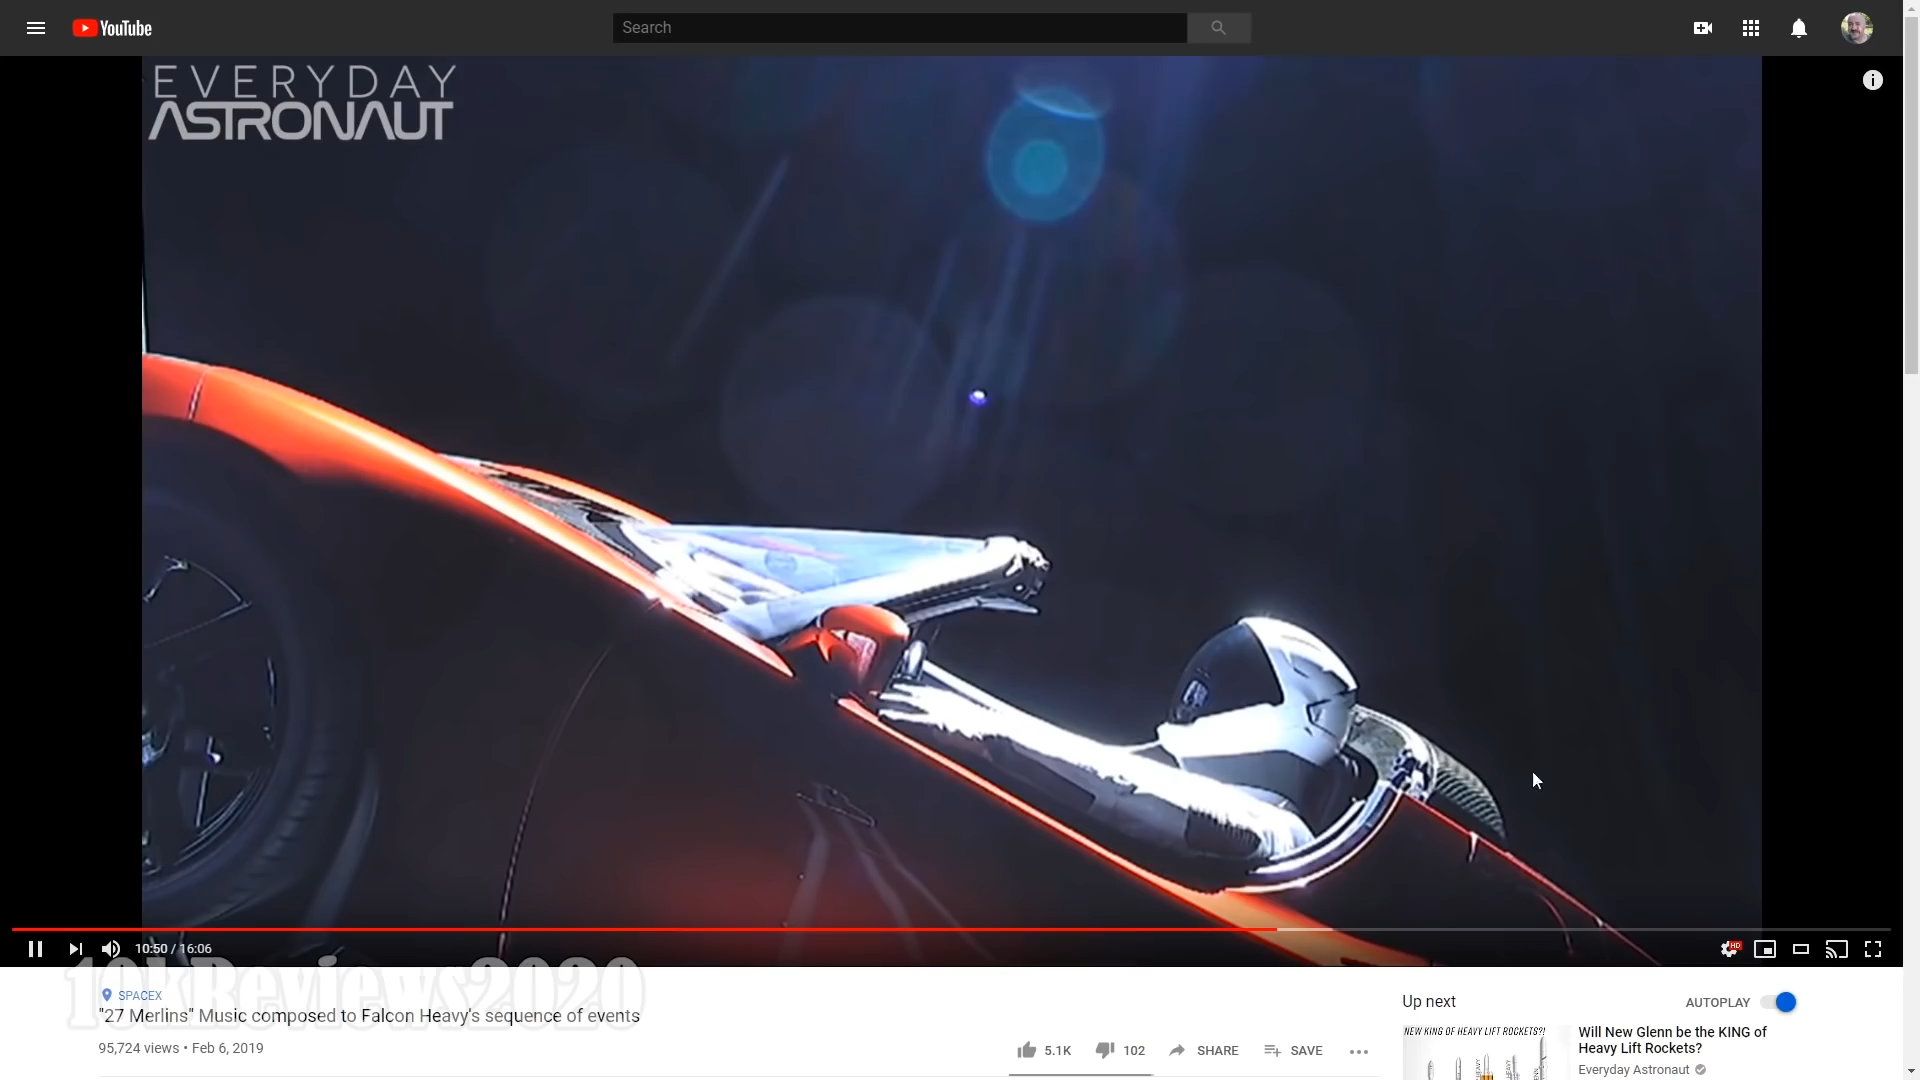 YouTube
Search
EVERYDAY
ASTRONAUT
HD
10:50 / 16:06
10kReviews2020
SPACEX
"27 Merlins" Music composed to Falcon Heavy's sequence of events
95,724 views • Feb 6, 2019
5.1K
102
SHARE
SAVE
Up next
AUTOPLAY
NEW KING OF HEAVY LIFT ROCKETS?!
Will New Glenn be the KING of
Heavy Lift Rockets?
Everyday Astronaut